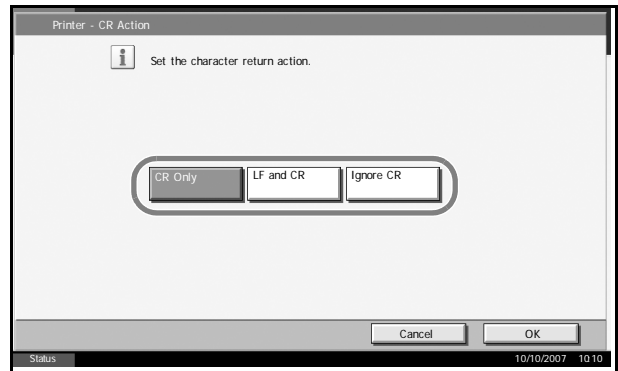 Printer - CR Action
i Set the character return action.
CR Only LF and CR Ignore CR
Cancel OK
Status 10/10/2007 10:10